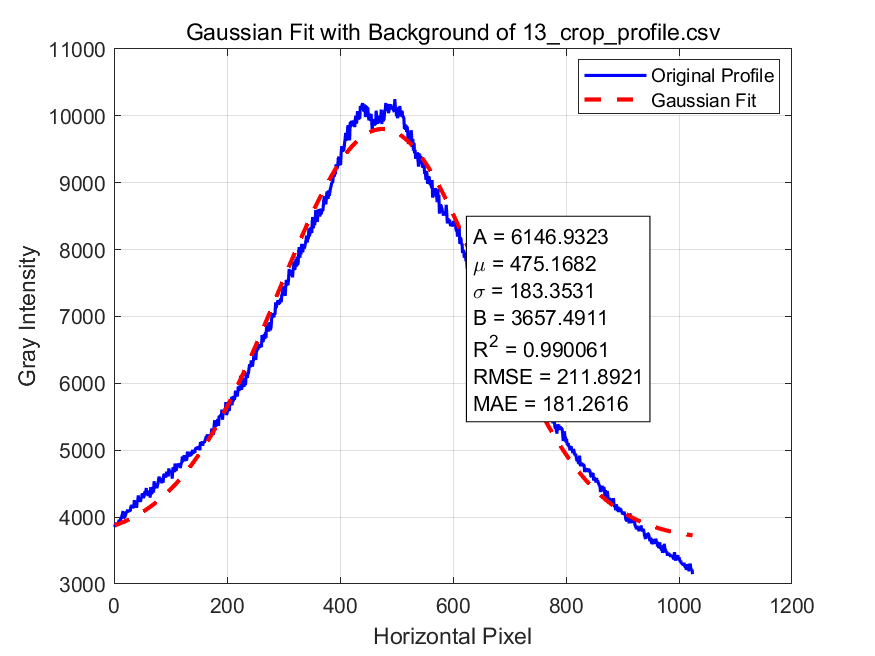 Gaussian Fit with Background of 13_crop_profile.csv
11000
10000
9000
8000
7000
6000
5000
4000
3000
Gray Intensity
Original Profile
Gaussian Fit
A = 6146.9323
μ = 475.1682
σ = 183.3531
B = 3657.4911
R² = 0.990061
RMSE = 211.8921
MAE = 181.2616
0 200 400 600 800 1000 1200
Horizontal Pixel